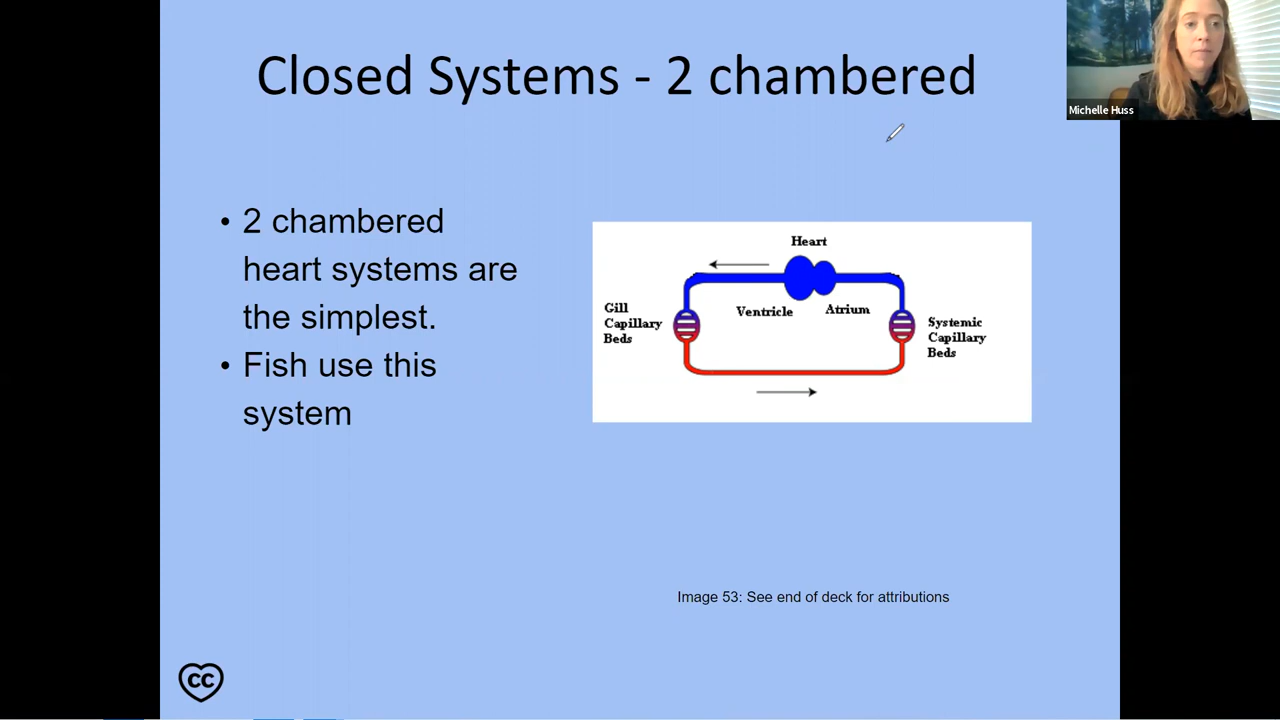 Closed Systems - 2 chambered
Michelle Huss
• 2 chambered
heart systems are
the simplest.
• Fish use this
system
Heart
Ventricle
Atrium
Gill
Capillary
Beds
Systemic
Capillary
Beds
Image 53: See end of deck for attributions
CC